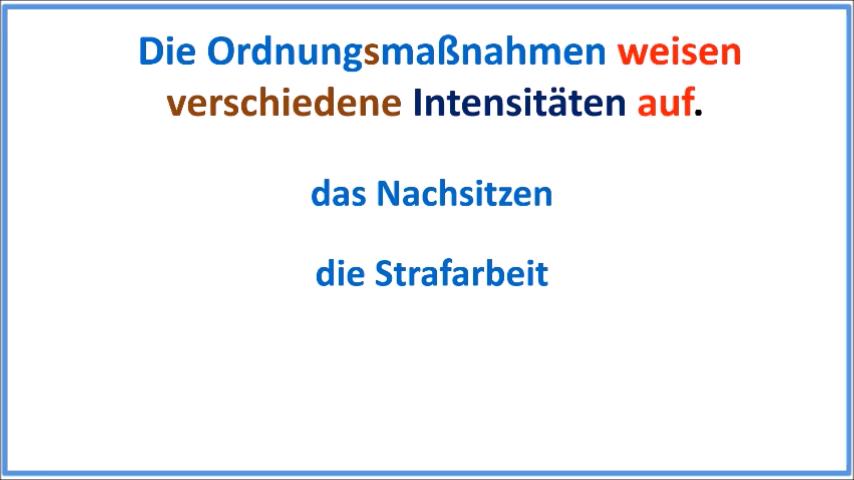 Die Ordnungsmaßnahmen weisen
verschiedene Intensitäten auf.
das Nachsitzen
die Strafarbeit